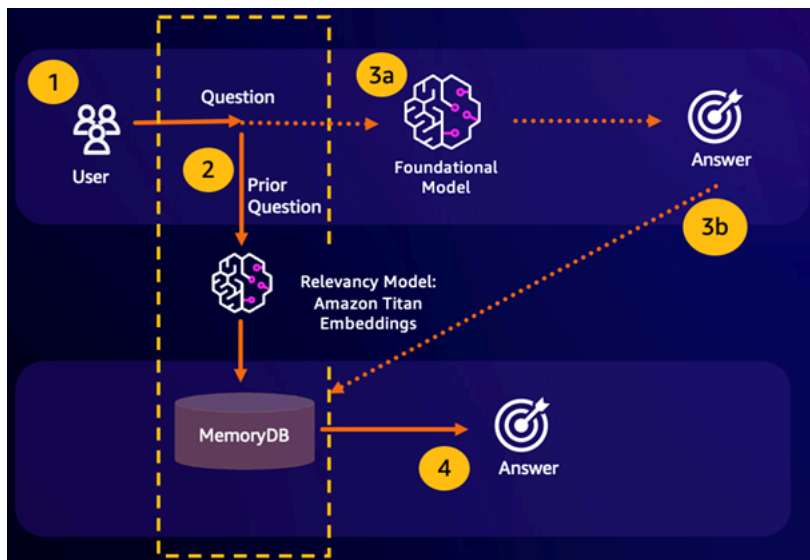 1
3a
Question
User
2
Foundational
Model
Answer
Prior
Question
3b
Relevancy Model:
Amazon Titan
Embeddings
MemoryDB
4
Answer